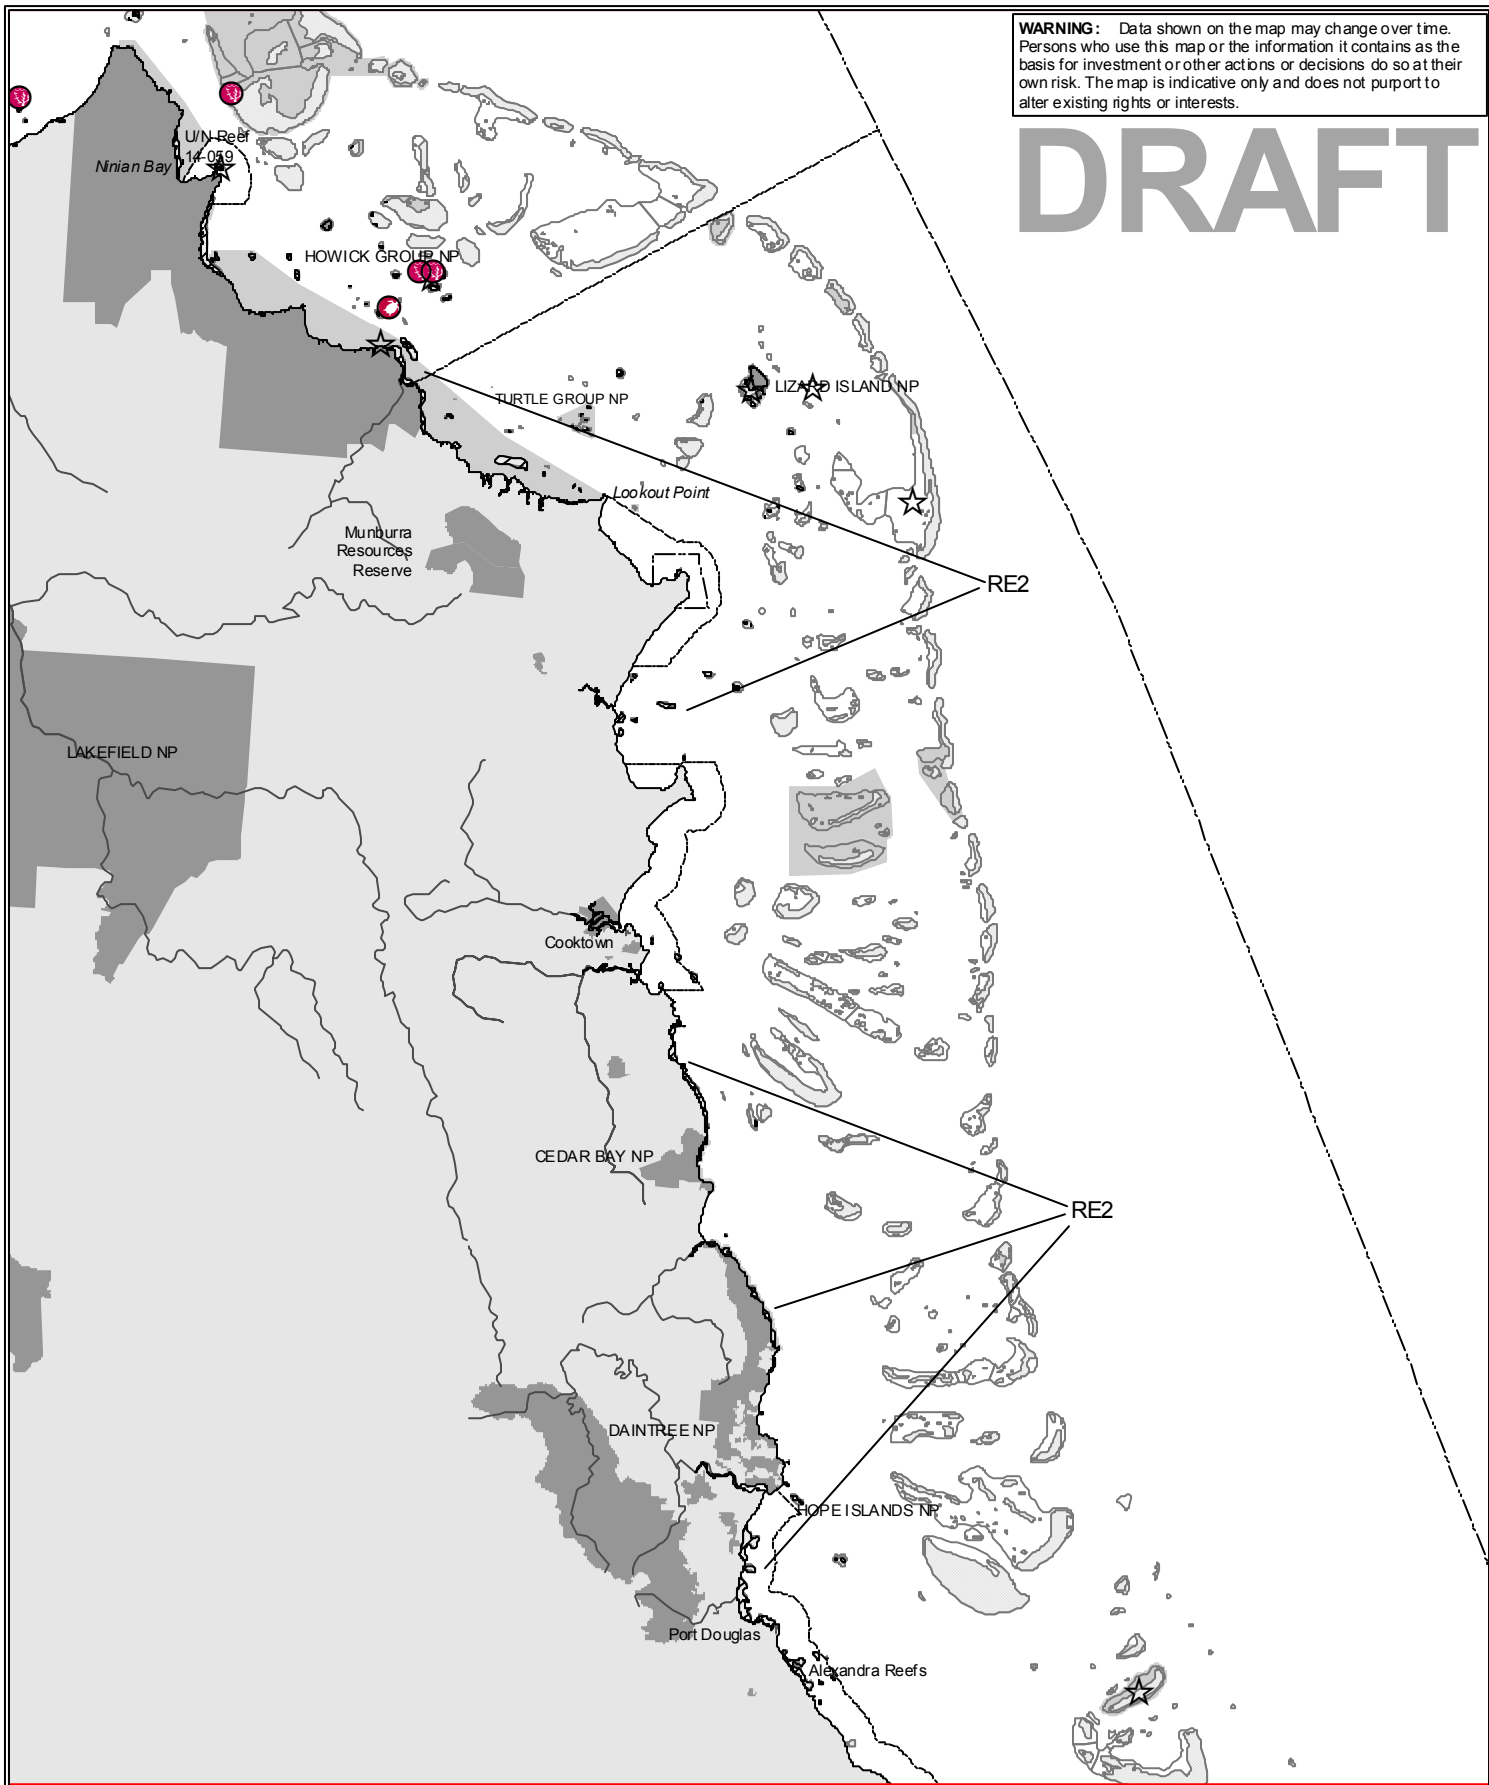 WARNING: Data shown on the map may change over time.
Persons who use this map or the information it contains as the
basis for investment or other actions or decisions do so at their
own risk. The map is indicative only and does not purport to
alter existing rights or interests.
DRAFT
U/N Reef
14-059
Ninian Bay
HOWICK GROUP NP
LIZARD ISLAND NP
TURTLE GROUP NP
Lookout Point
Munburra
Resources
Reserve
RE2
LAKEFIELD NP
Cooktown
CEDAR BAY NP
RE2
DAINTREE NP
HOPE ISLANDS NP
Port Douglas
Alexandra Reefs